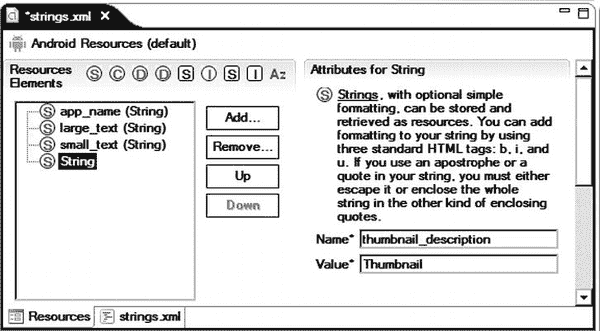 *strings.xml
Android Resources (default)
Resources
Elements
S C D D S I S I Az
S app_name (String)
S large_text (String)
S small_text (String)
S String
Add...
Remove...
Up
Down
Attributes for String
S Strings, with optional simple
formatting, can be stored and
retrieved as resources. You can add
formatting to your string by using
three standard HTML tags: b, i, and
u. If you use an apostrophe or a
quote in your string, you must either
escape it or enclose the whole
string in the other kind of enclosing
quotes.
Name* thumbnail_description
Value* Thumbnail
Resources strings.xml